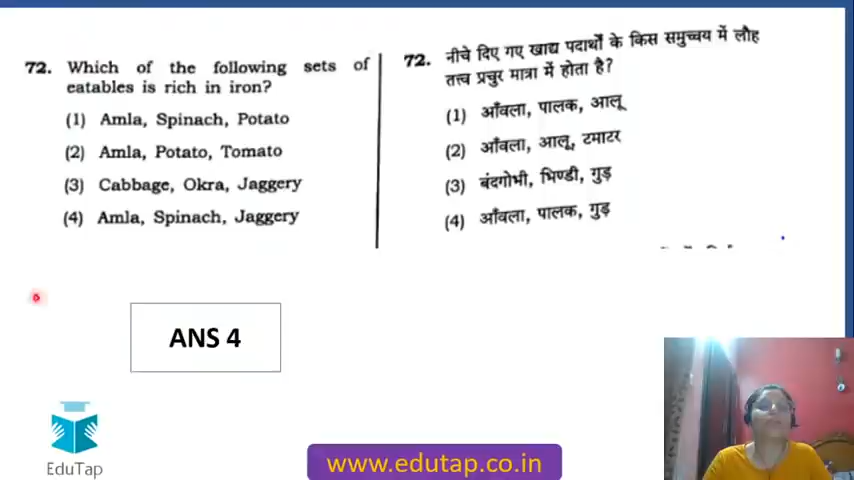 72. Which of the following sets of
eatables is rich in iron?
(1) Amla, Spinach, Potato
(2) Amla, Potato, Tomato
(3) Cabbage, Okra, Jaggery
(4) Amla, Spinach, Jaggery
72. नीचे दिए गए खाद्य पदार्थों के किस समुच्चय में लौह
तत्त्व प्रचुर मात्रा में होता है?
(1) आँवला, पालक, आलू
(2) आँवला, आलू, टमाटर
(3) बंदगोभी, भिण्डी, गुड़
(4) आँवला, पालक, गुड़
ANS 4
EduTap
www.edutap.co.in